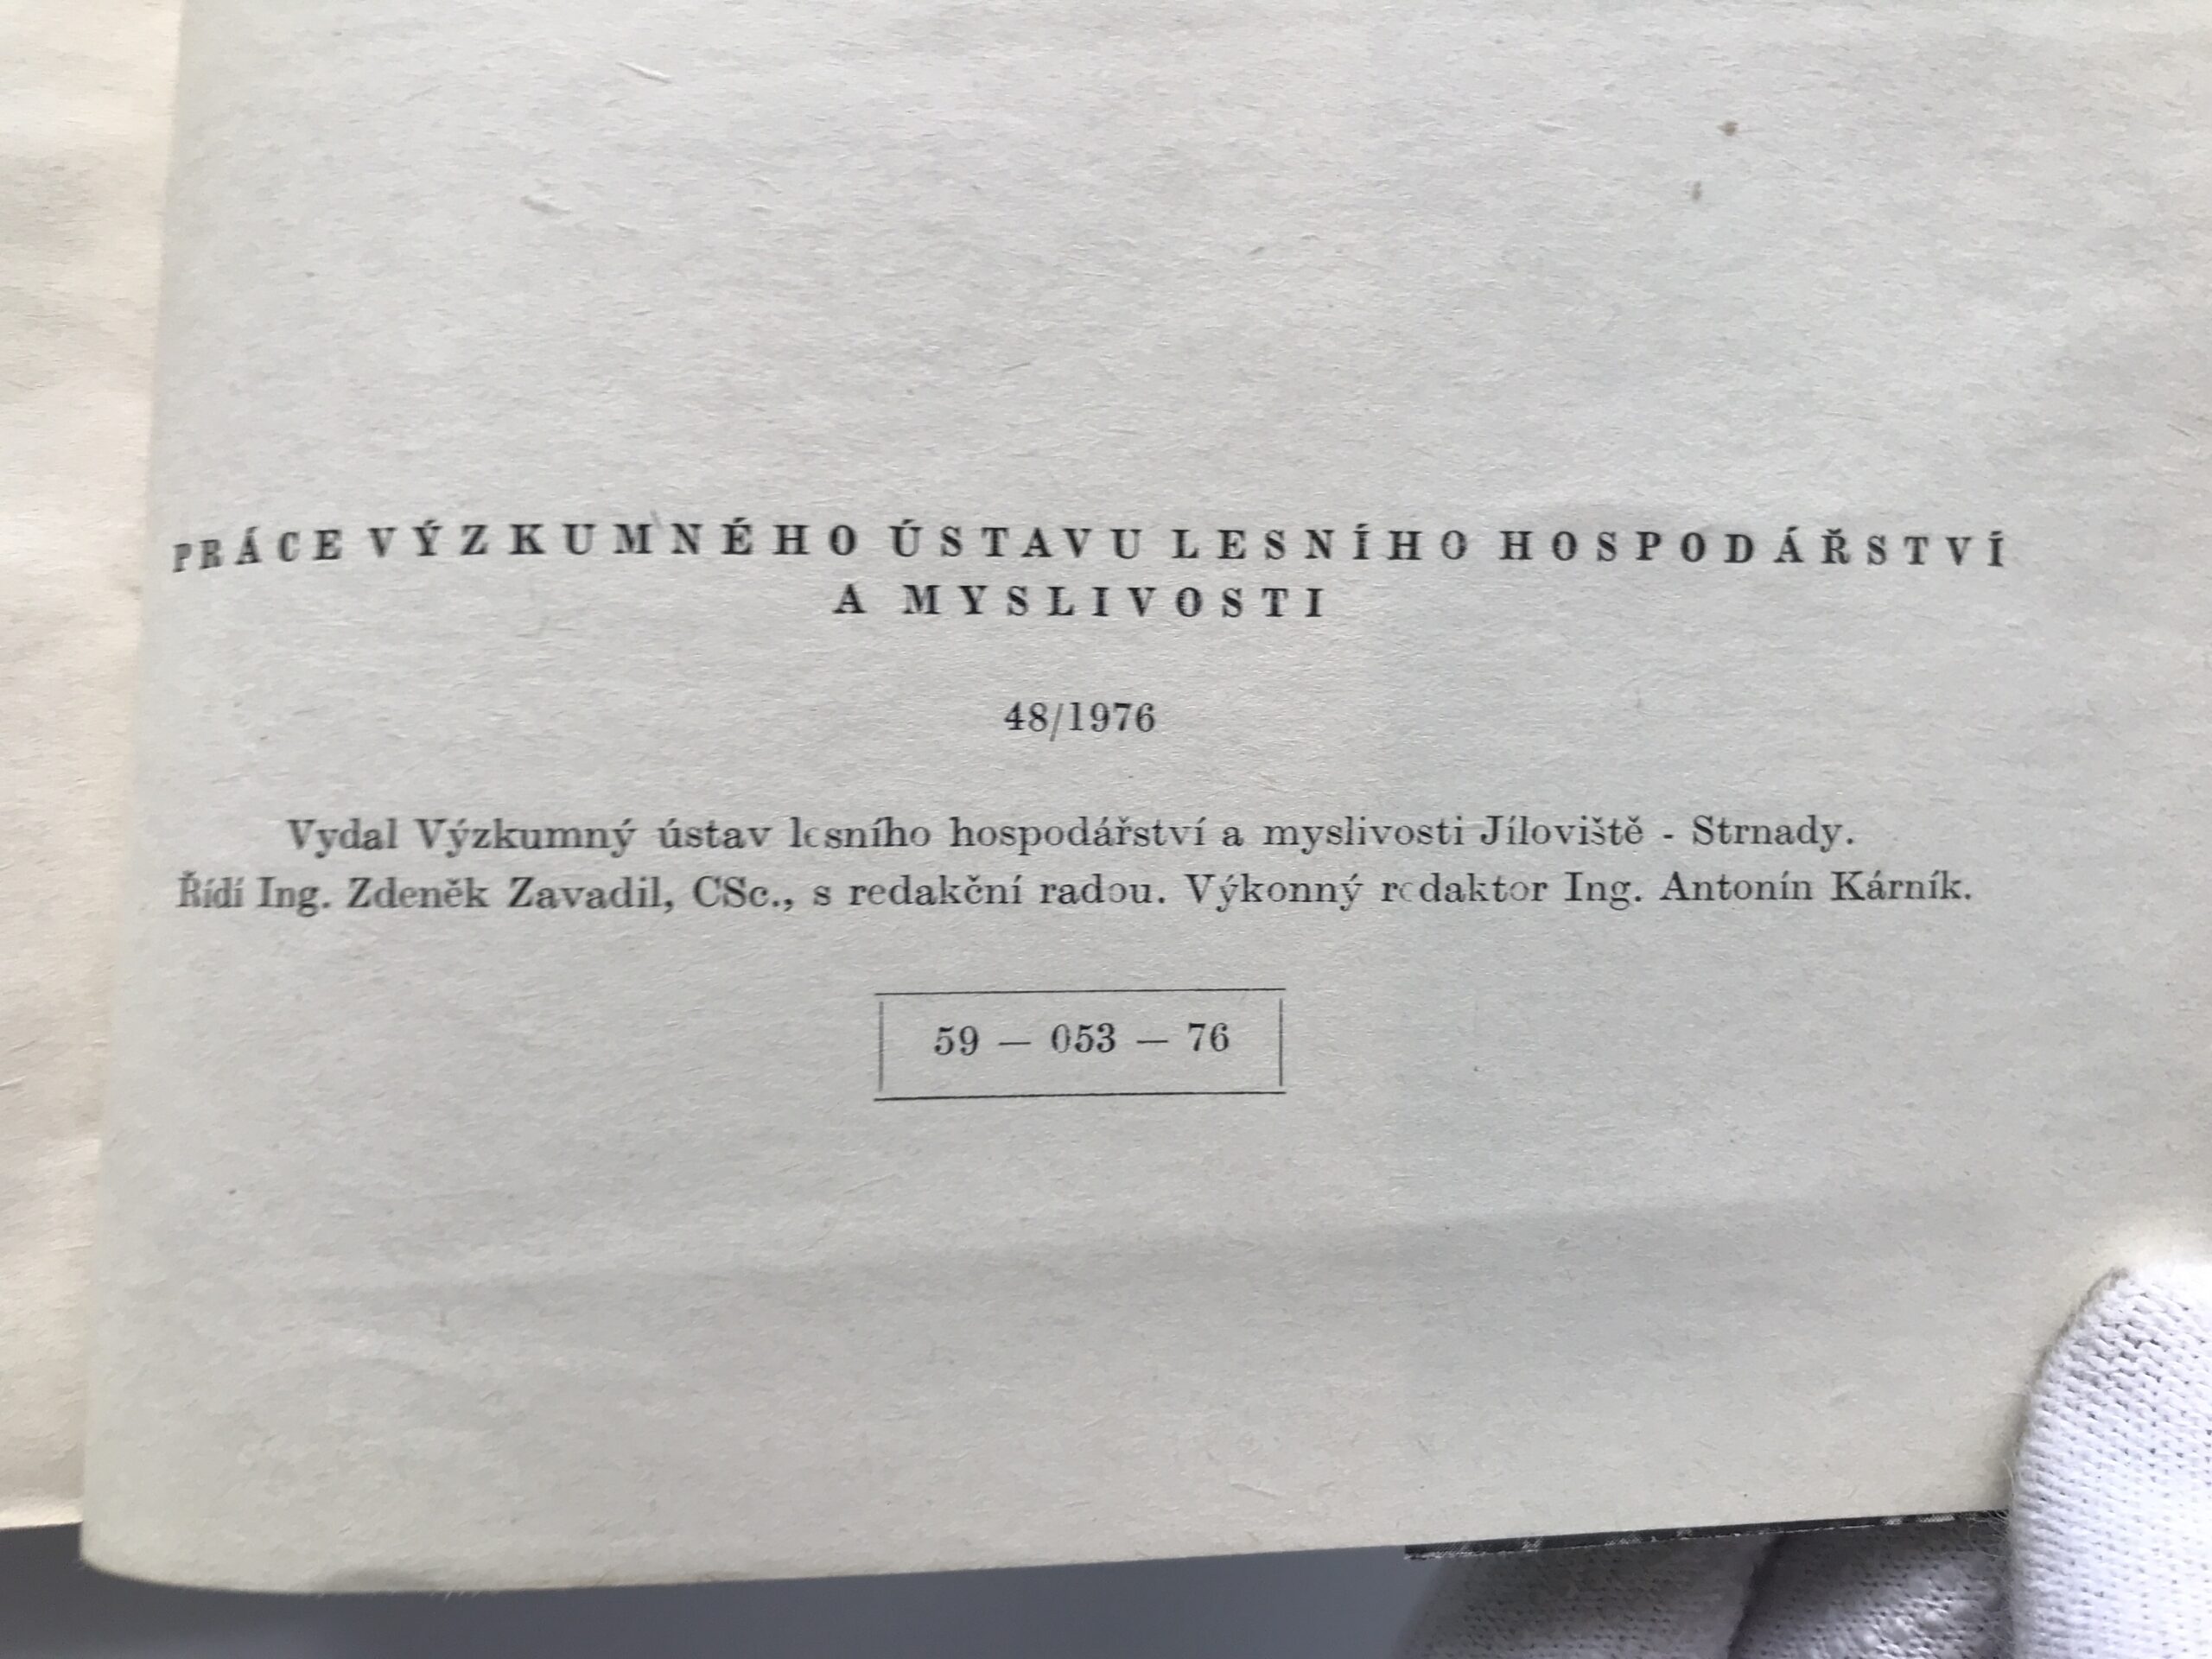 PRÁCE VÝZKUMNÉHO ÚSTAVU LESNÍHO HOSPODÁŘSTVÍ
A MYSLIVOSTI
48/1976
Vydal Výzkumný ústav lesního hospodářství a myslivosti Jíloviště - Strnady.
Řídí Ing. Zdeněk Zavadil, CSc., s redakční radou. Výkonný redaktor Ing. Antonín Kárník.
59 — 053 — 76